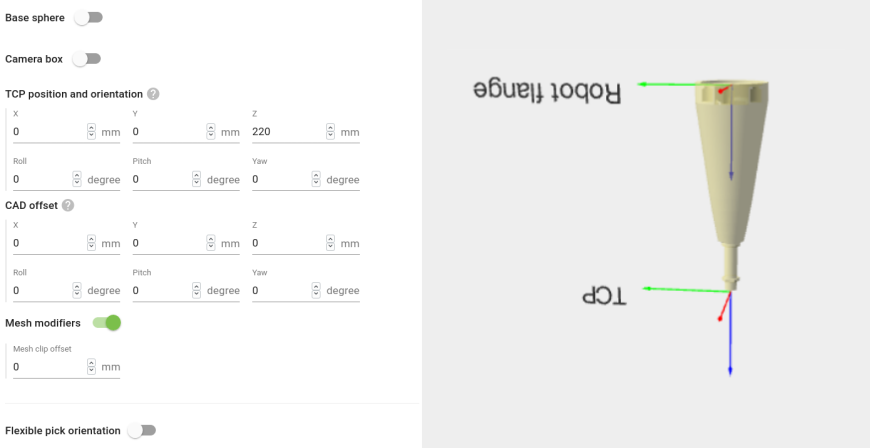 Base sphere
Camera box
TCP position and orientation ?
X Y Z
0 mm 0 mm 220 mm
Roll Pitch Yaw
0 degree 0 degree 0 degree
CAD offset ?
X Y Z
0 mm 0 mm 0 mm
Roll Pitch Yaw
0 degree 0 degree 0 degree
Mesh modifiers
Mesh clip offset
0 mm
Flexible pick orientation
Robot flange
TCP